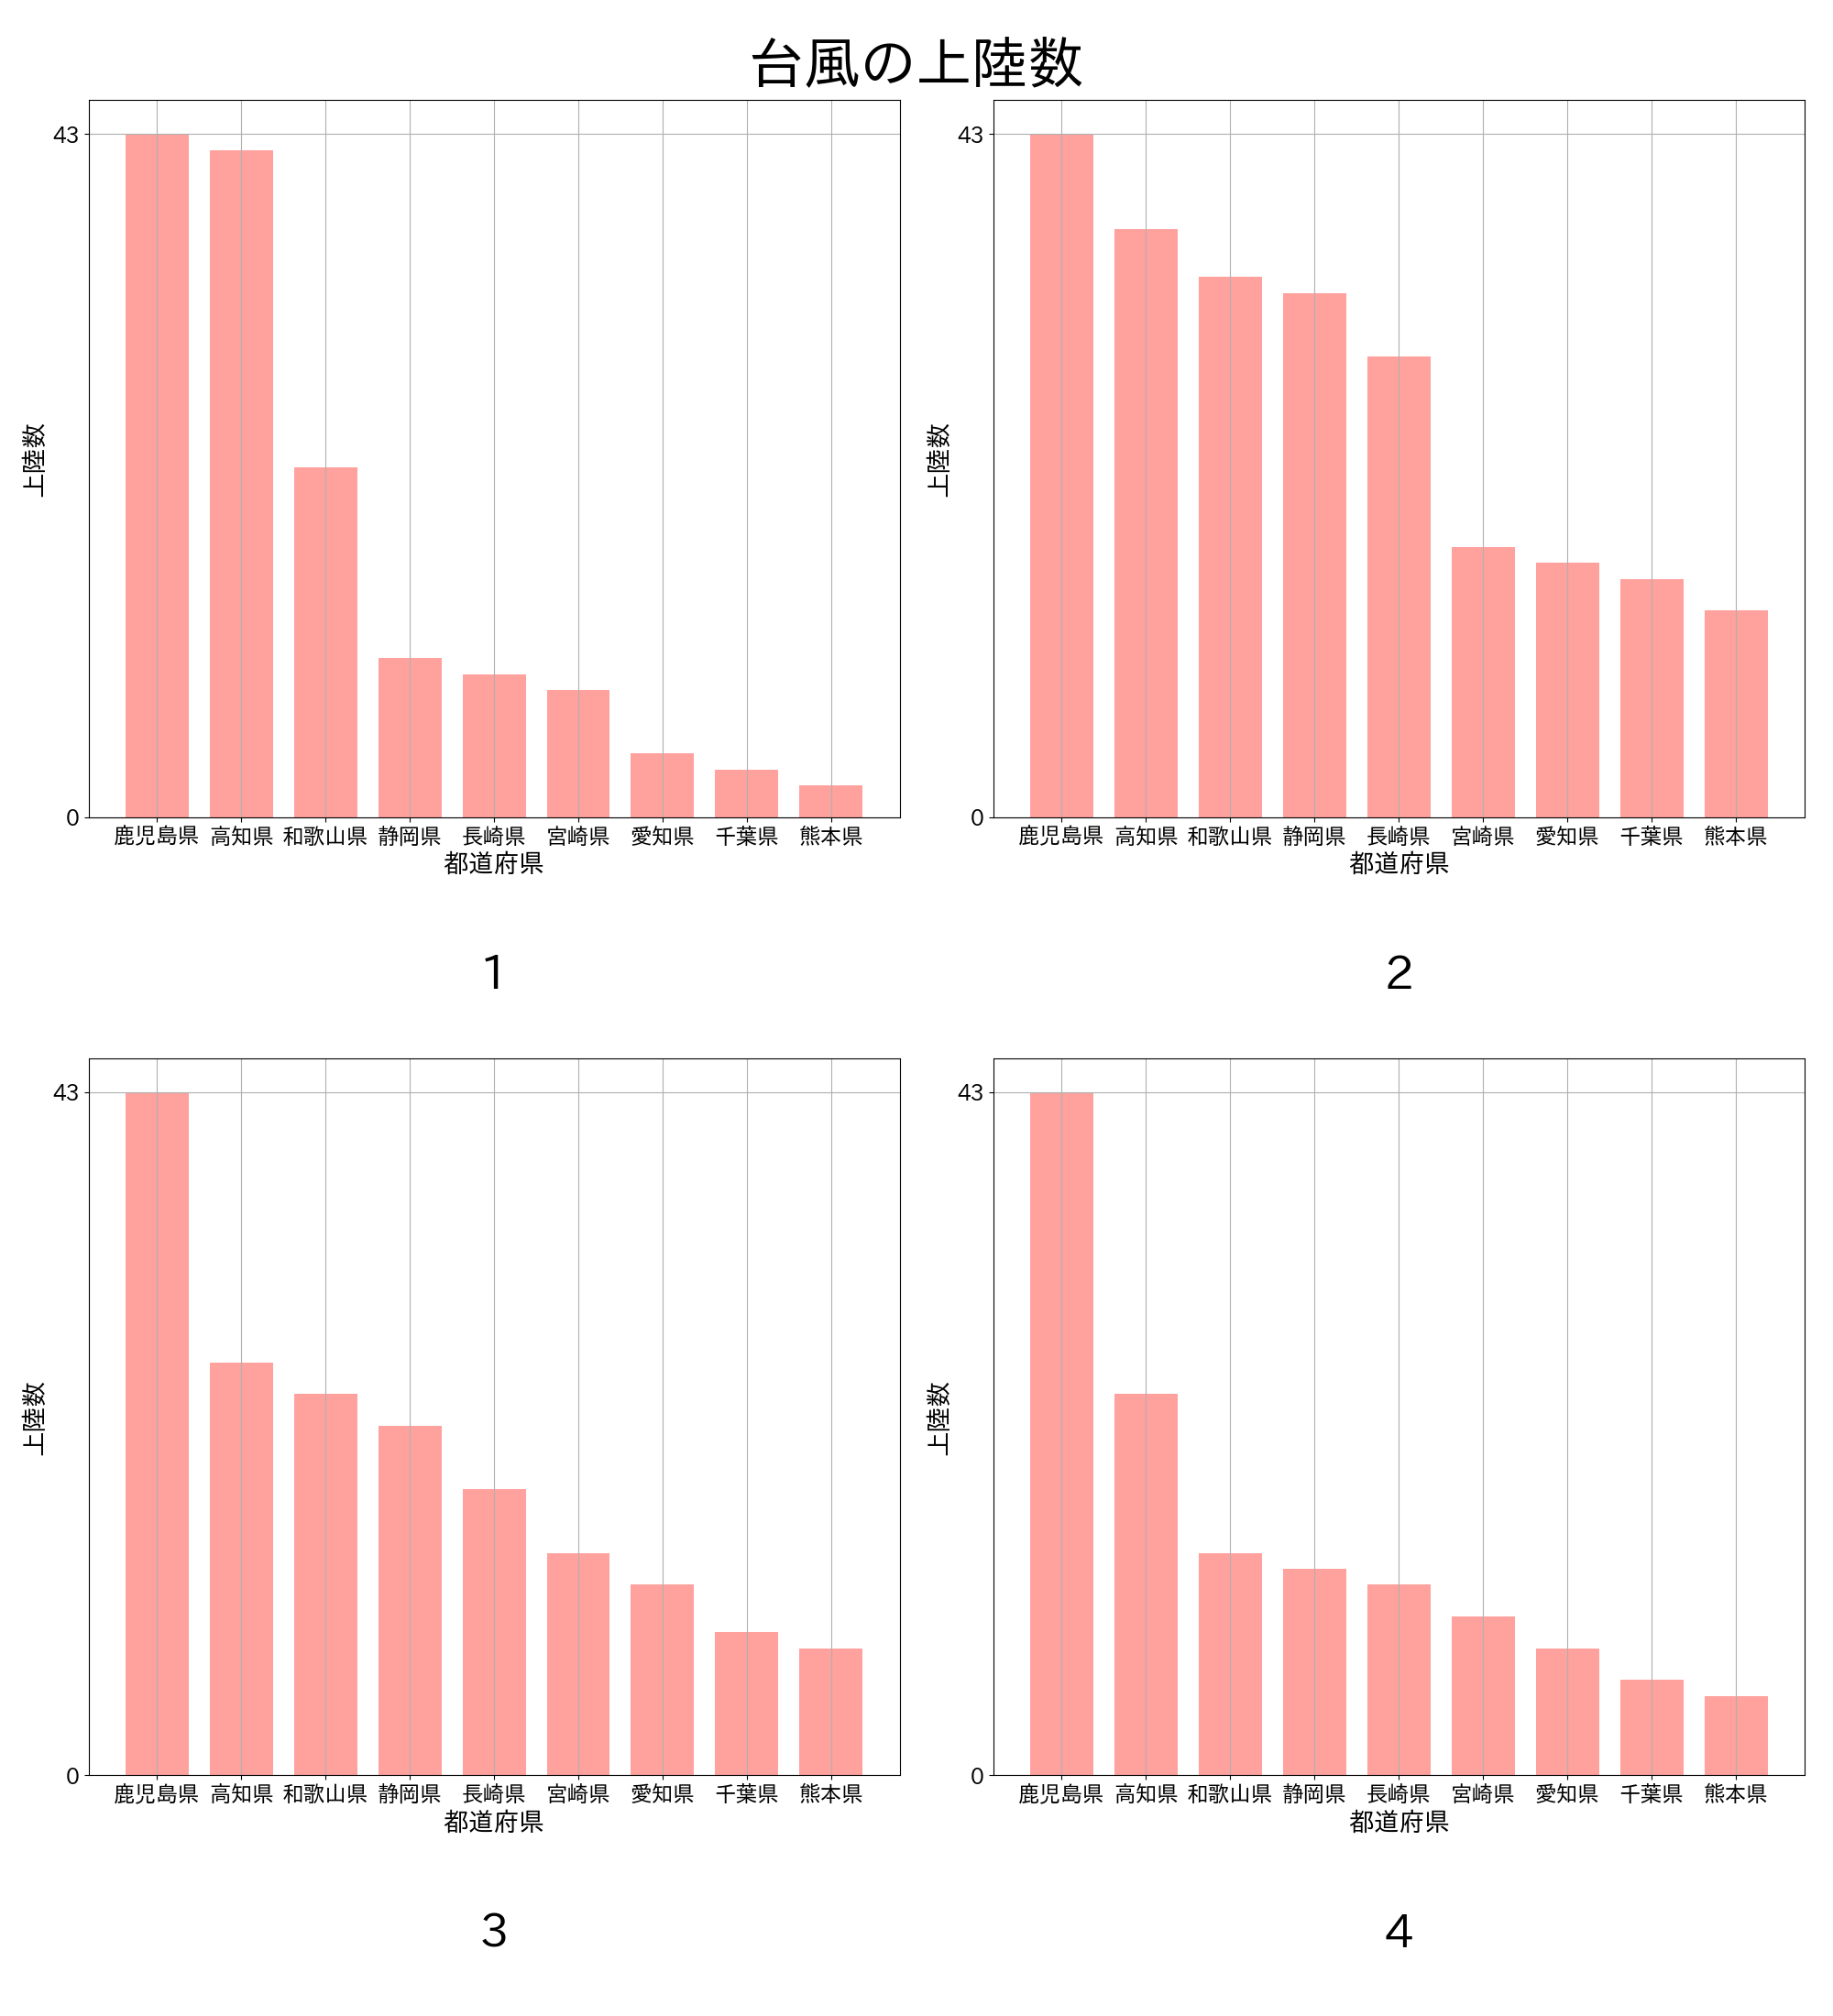 台風の上陸数
43
0
上陸数
鹿児島県 高知県 和歌山県 静岡県 長崎県 宮崎県 愛知県 千葉県 熊本県
都道府県
1
43
0
上陸数
鹿児島県 高知県 和歌山県 静岡県 長崎県 宮崎県 愛知県 千葉県 熊本県
都道府県
2
43
0
上陸数
鹿児島県 高知県 和歌山県 静岡県 長崎県 宮崎県 愛知県 千葉県 熊本県
都道府県
3
43
0
上陸数
鹿児島県 高知県 和歌山県 静岡県 長崎県 宮崎県 愛知県 千葉県 熊本県
都道府県
4